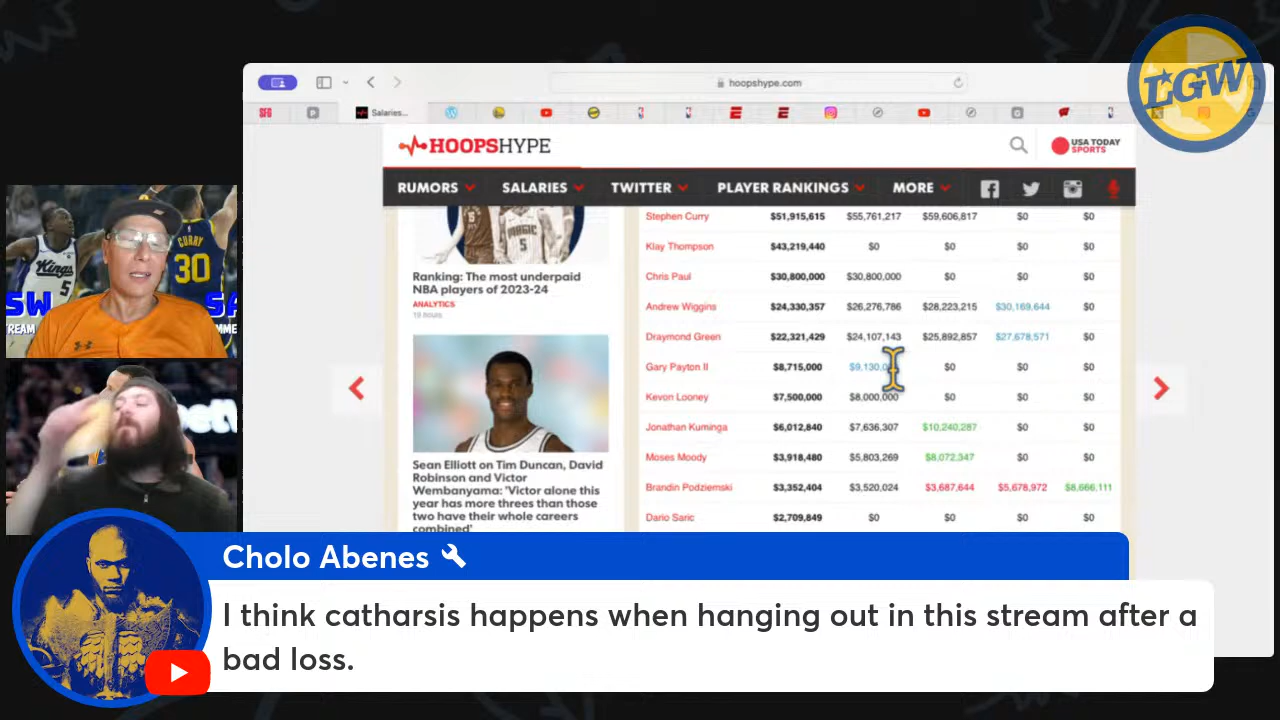 LGW
hoopshype.com
Salaries...
HOOPSHYPE
USA TODAY
SPORTS
RUMORS
SALARIES
TWITTER
PLAYER RANKINGS
MORE
Stephen Curry $51,915,615 $55,761,217 $59,606,817 $0 $0
Klay Thompson $43,219,440 $0 $0 $0 $0
Chris Paul $30,800,000 $30,800,000 $0 $0 $0
Andrew Wiggins $24,330,357 $26,276,786 $28,223,215 $30,169,644 $0
Draymond Green $22,321,429 $24,107,143 $25,892,857 $27,678,571 $0
Gary Payton II $8,715,000 $0 $0 $0
Kevon Looney $7,500,000 $8,000,000 $0 $0 $0
Jonathan Kuminga $6,012,840 $7,636,307 $10,240,287 $0 $0
Moses Moody $3,918,480 $5,803,269 $8,072,347 $0 $0
Brandin Podziemski $3,352,404 $3,520,024 $3,687,644 $5,678,972 $8,666,111
Dario Saric $2,709,849 $0 $0 $0 $0
MAGIC
5
Ranking: The most underpaid
NBA players of 2023-24
ANALYTICS
19 hours
Sean Elliott on Tim Duncan, David
Robinson and Victor
Wembanyama: 'Victor alone this
year has more threes than those
two have their whole careers
combined'
Kings
5
CURRY
30
Cholo Abenes
I think catharsis happens when hanging out in this stream after a
bad loss.